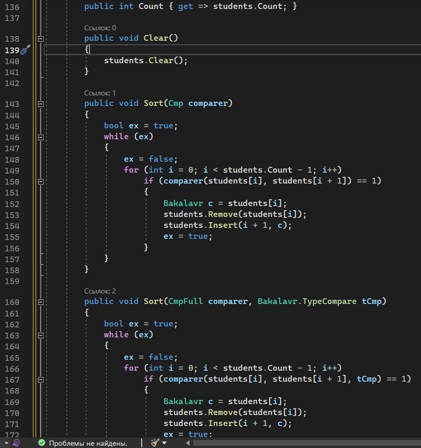 136 public int Count { get => students.Count; }
137
Ссылок: 0
138 public void Clear()
139 {
140 students.Clear();
141 }
142
Ссылок: 1
143 public void Sort(Cmp comparer)
144 {
145 bool ex = true;
146 while (ex)
147 {
148 ex = false;
149 for (int i = 0; i < students.Count - 1; i++)
150 if (comparer(students[i], students[i + 1]) == 1)
151 {
152 Bakalavr c = students[i];
153 students.Remove(students[i]);
154 students.Insert(i + 1, c);
155 ex = true;
156 }
157 }
158 }
159
Ссылок: 2
160 public void Sort(CmpFull comparer, Bakalavr.TypeCompare tCmp)
161 {
162 bool ex = true;
163 while (ex)
164 {
165 ex = false;
166 for (int i = 0; i < students.Count - 1; i++)
167 if (comparer(students[i], students[i + 1], tCmp) == 1)
168 {
169 Bakalavr c = students[i];
170 students.Remove(students[i]);
171 students.Insert(i + 1, c);
172 ex = true;
Проблемы не найдены.